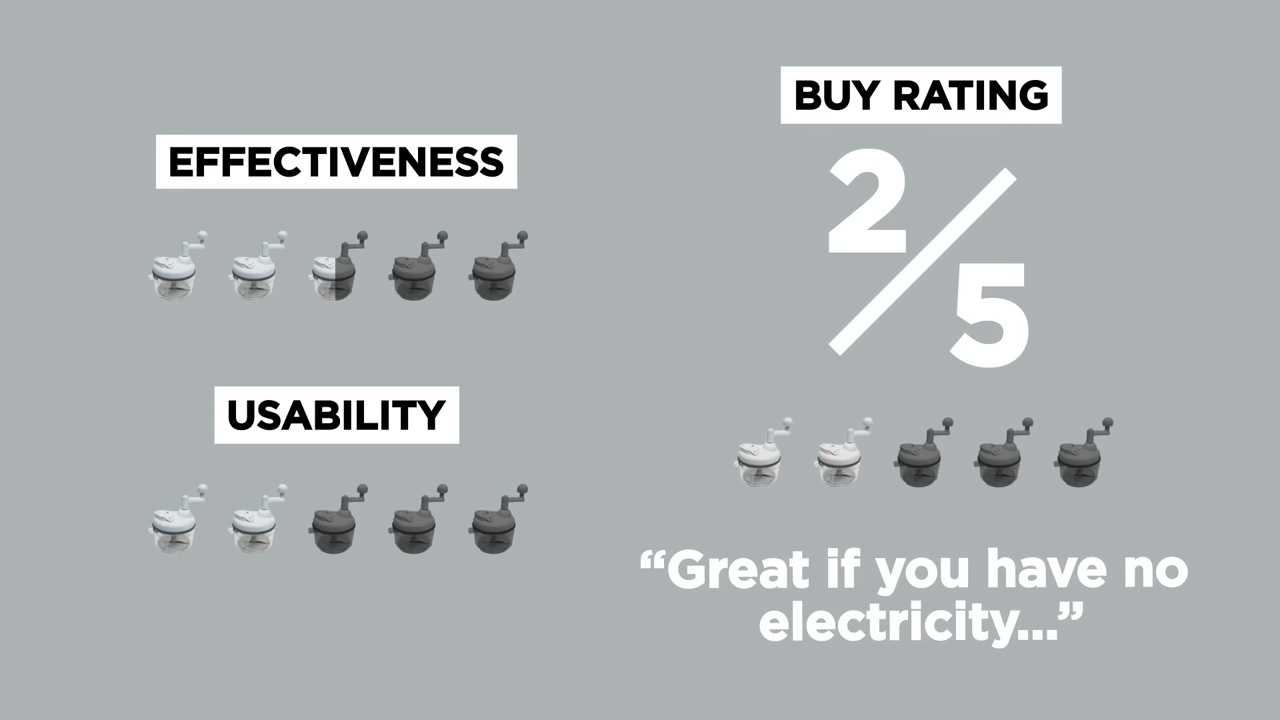 EFFECTIVENESS
USABILITY
BUY RATING
2/5
“Great if you have no
electricity...”